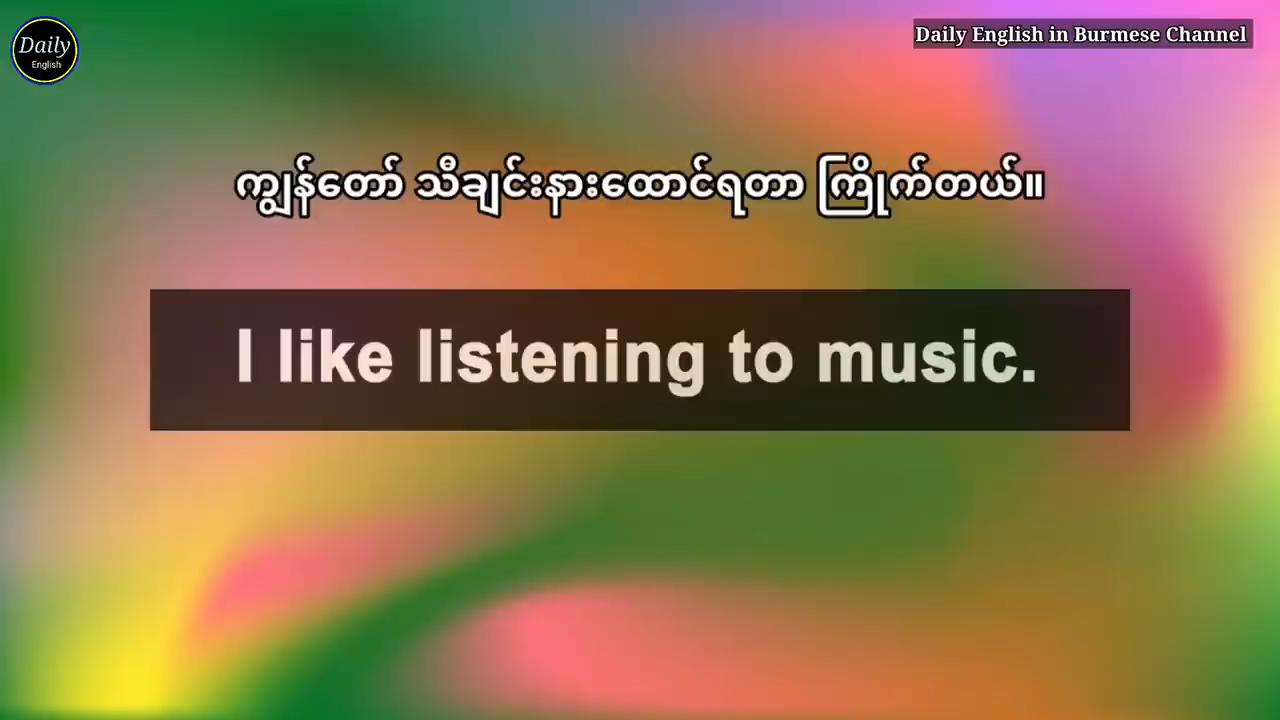 Daily
English
Daily English in Burmese Channel
ကျွန်တော် သီချင်းနားထောင်ရတာ ကြိုက်တယ်။
I like listening to music.